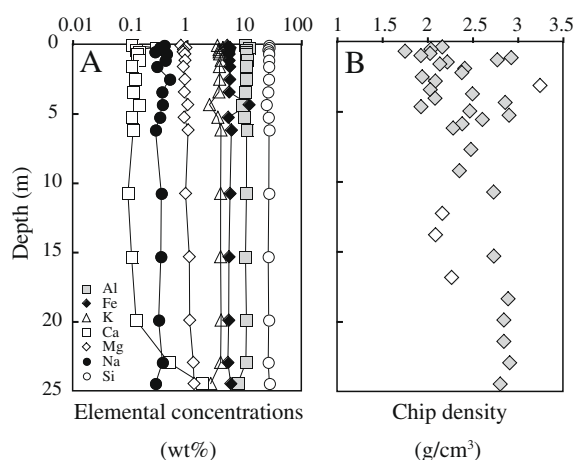 0.01 0.1 1 10 100
1 1.5 2 2.5 3 3.5
A
B
0
5
10
15
20
25
Depth (m)
Al
Fe
K
Ca
Mg
Na
Si
Elemental concentrations
(wt%)
Chip density
(g/cm³)